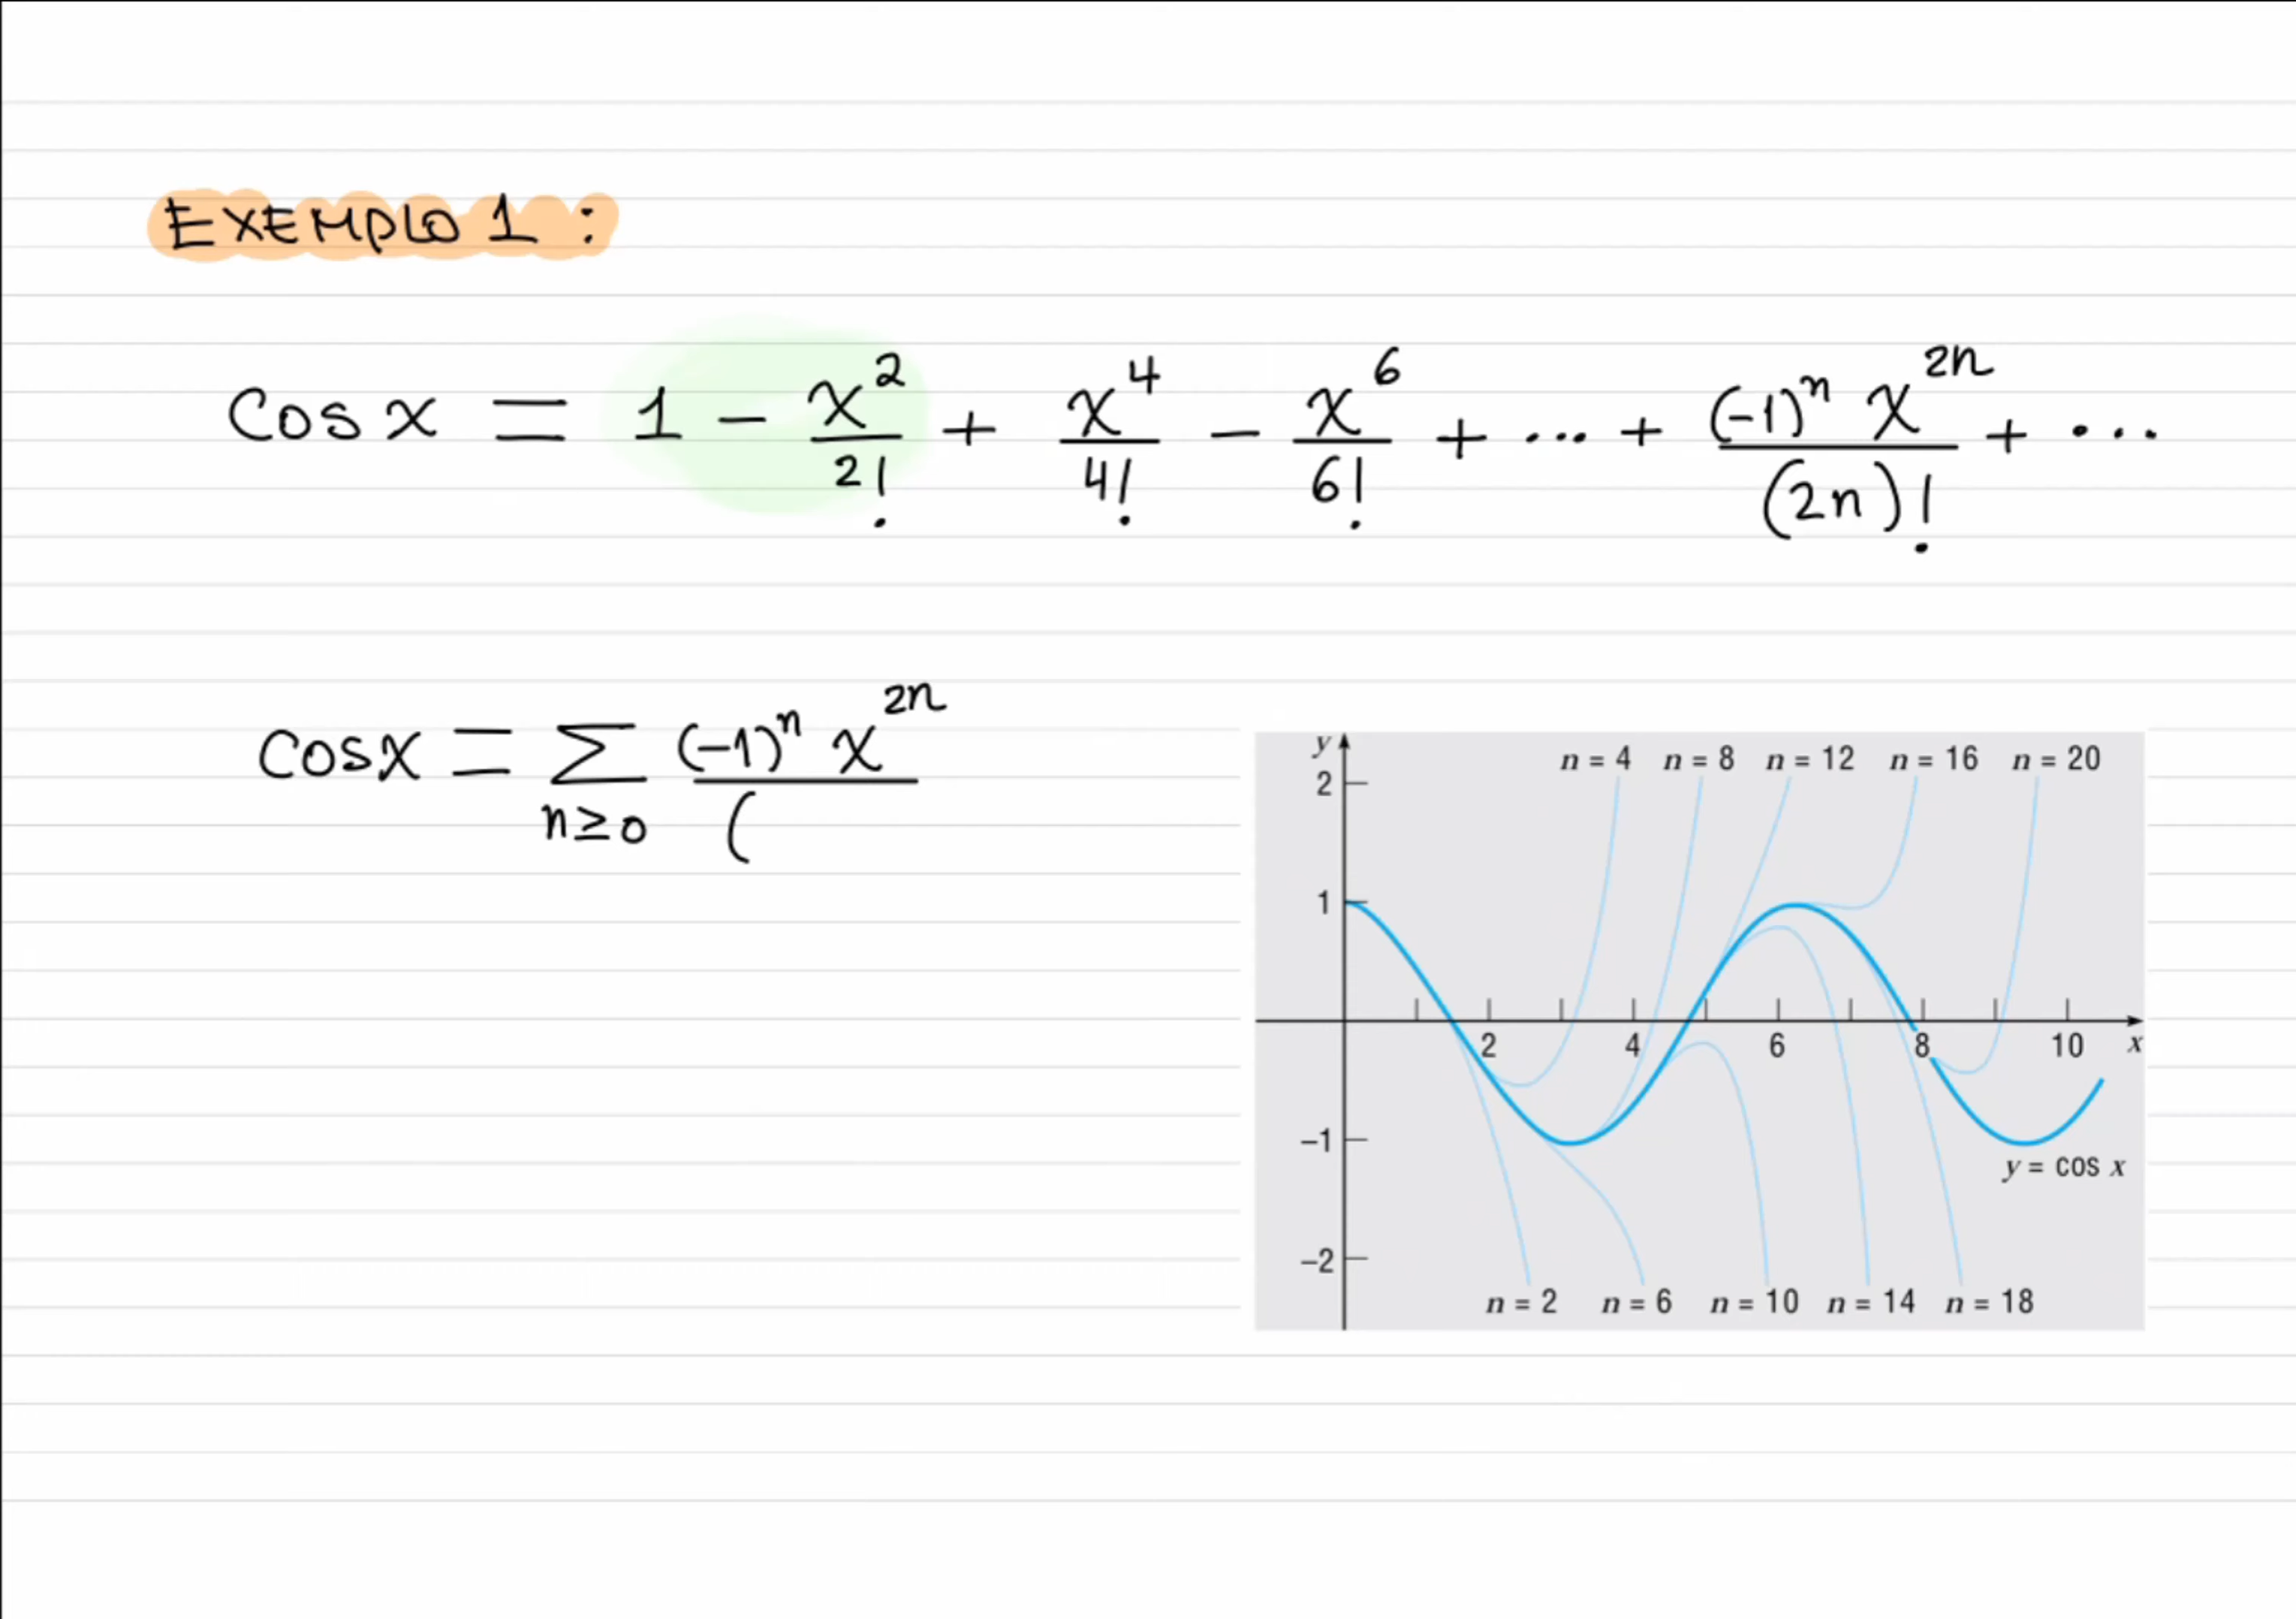 EXEMPLO 1 :
cos x = 1 - x²/2! + x⁴/4! - x⁶/6! + ... + (-1)ⁿ x²ⁿ/(2n)! + ...
cos x = ∑ n≥0 (-1)ⁿ x²ⁿ/(
y
n = 4 n = 8 n = 12 n = 16 n = 20
2
1
2 4 6 8 10 x
-1
y = cos x
-2
n = 2 n = 6 n = 10 n = 14 n = 18